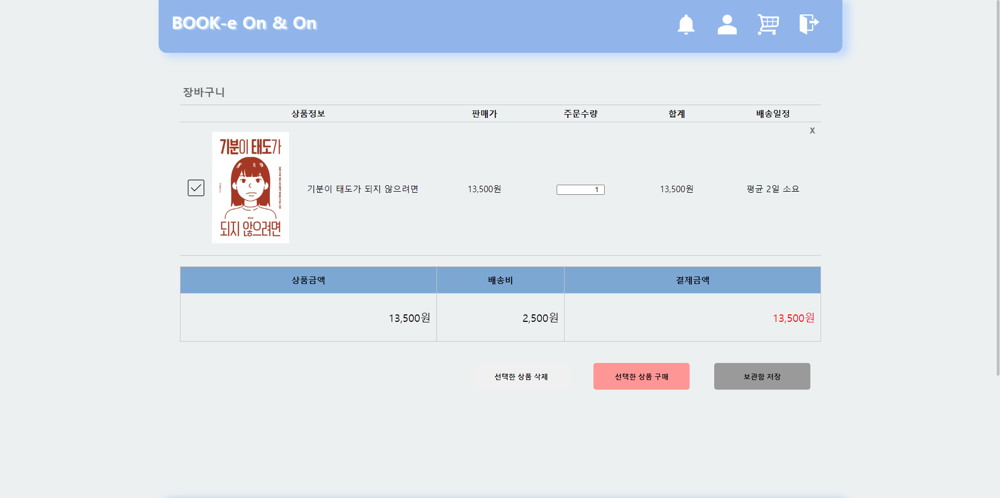 BOOK-e On & On
장바구니
상품정보 판매가 주문수량 합계 배송일정
X
기분이 태도가
되지 않으려면
기분이 태도가 되지 않으려면 13,500원 1 13,500원 평균 2일 소요
상품금액 배송비 결제금액
13,500원 2,500원 13,500원
선택한 상품 삭제 선택한 상품 구매 보관함 저장